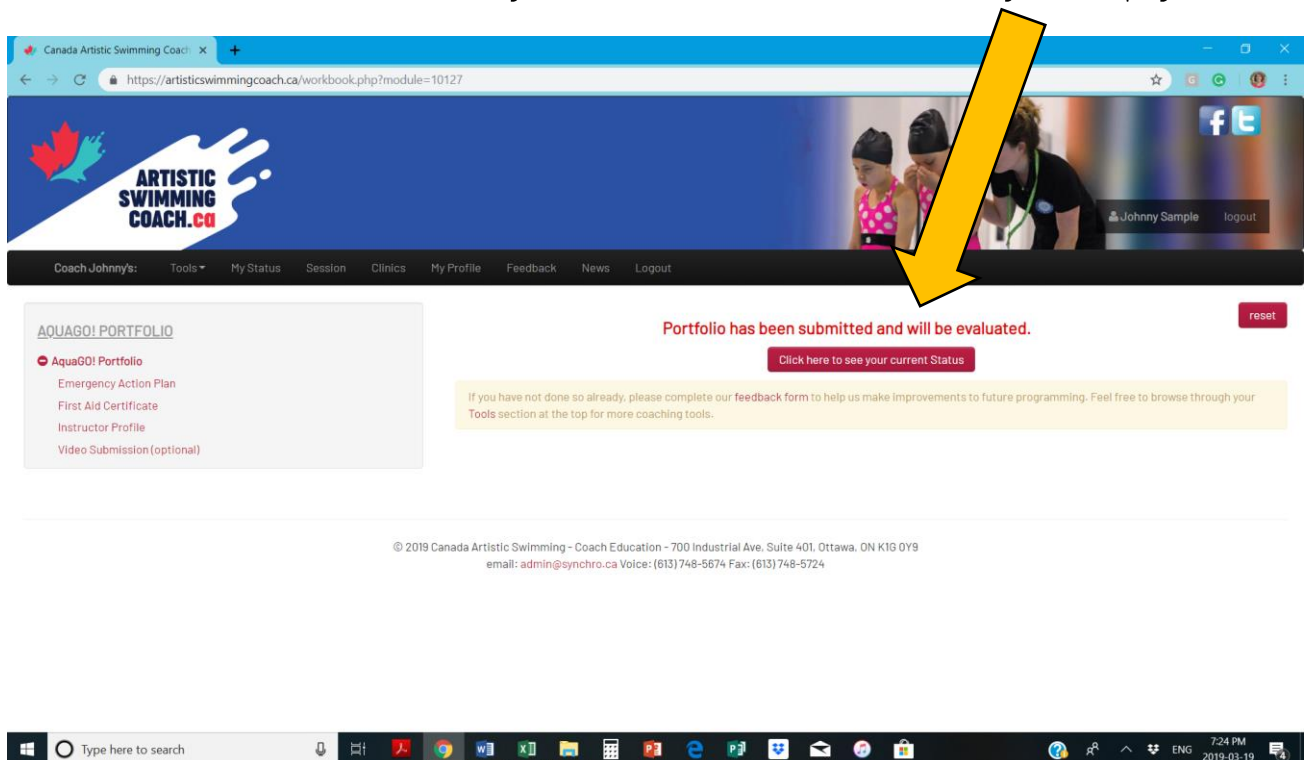 Canada Artistic Swimming Coach
https://artisticswimmingcoach.ca/workbook.php?module=10127
ARTISTIC
SWIMMING
COACH.ca
Johnny Sample logout
Coach Johnny's: Tools My Status Session Clinics My Profile Feedback News Logout
reset
AQUAGO! PORTFOLIO
AquaGO! Portfolio
Emergency Action Plan
First Aid Certificate
Instructor Profile
Video Submission (optional)
Portfolio has been submitted and will be evaluated.
Click here to see your current Status
If you have not done so already, please complete our feedback form to help us make improvements to future programming. Feel free to browse through your
Tools section at the top for more coaching tools.
© 2019 Canada Artistic Swimming - Coach Education - 700 Industrial Ave, Suite 401, Ottawa, ON K1G 0Y9
email: admin@synchro.ca Voice: (613) 748-5674 Fax: (613) 748-5724
Type here to search
ENG
7:24 PM
2019-03-19